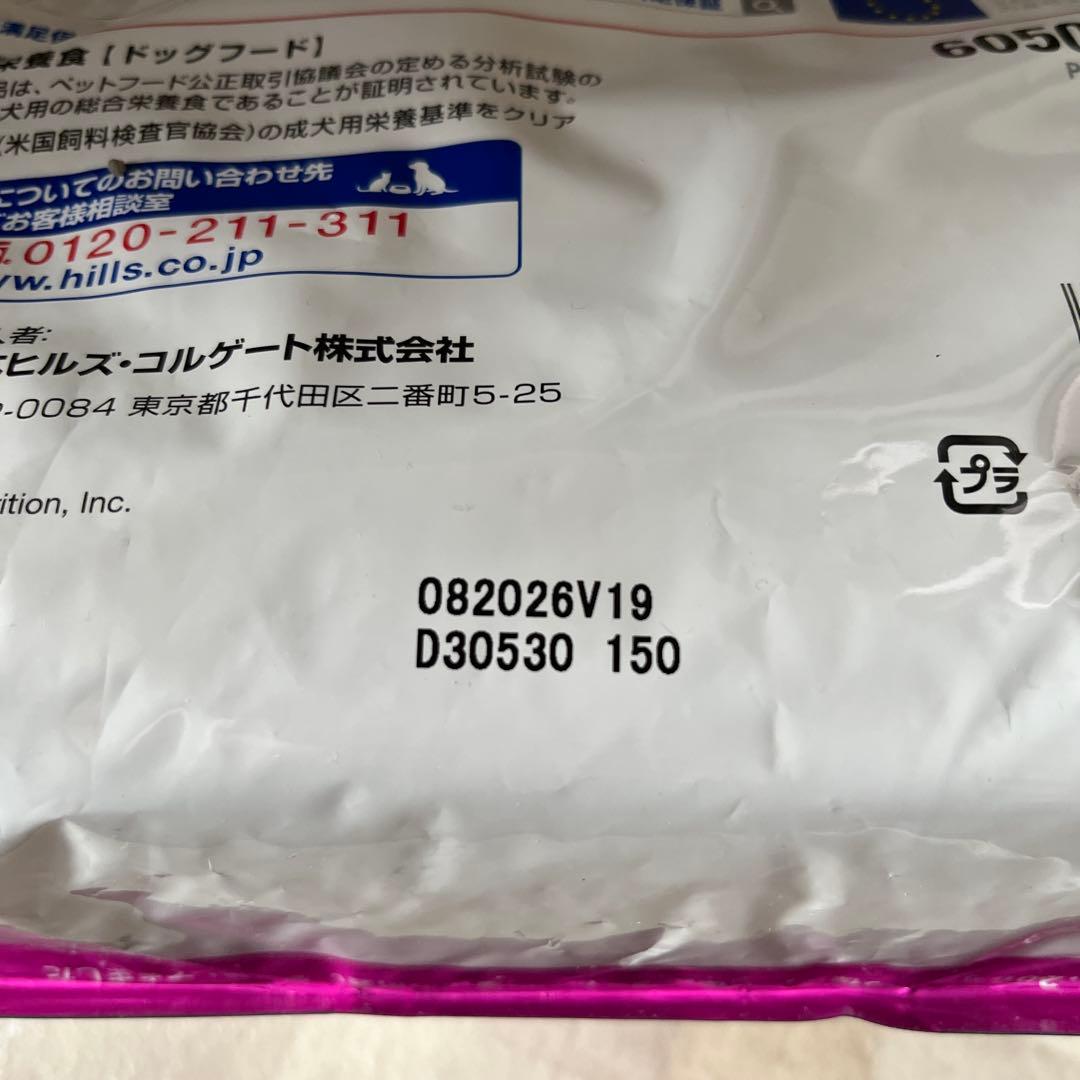 栄養食【ドッグフード】
は、ペットフード公正取引協議会の定める分析試験の
犬用の総合栄養食であることが証明されています。
(米国飼料検査官協会)の成犬用栄養基準をクリア
についてのお問い合わせ先
お客様相談室
0120-211-311
w.hills.co.jp
者:
ヒルズ・コルゲート株式会社
-0084 東京都千代田区二番町5-25
ition, Inc.
6050
P
プラ
082026V19
D30530 150